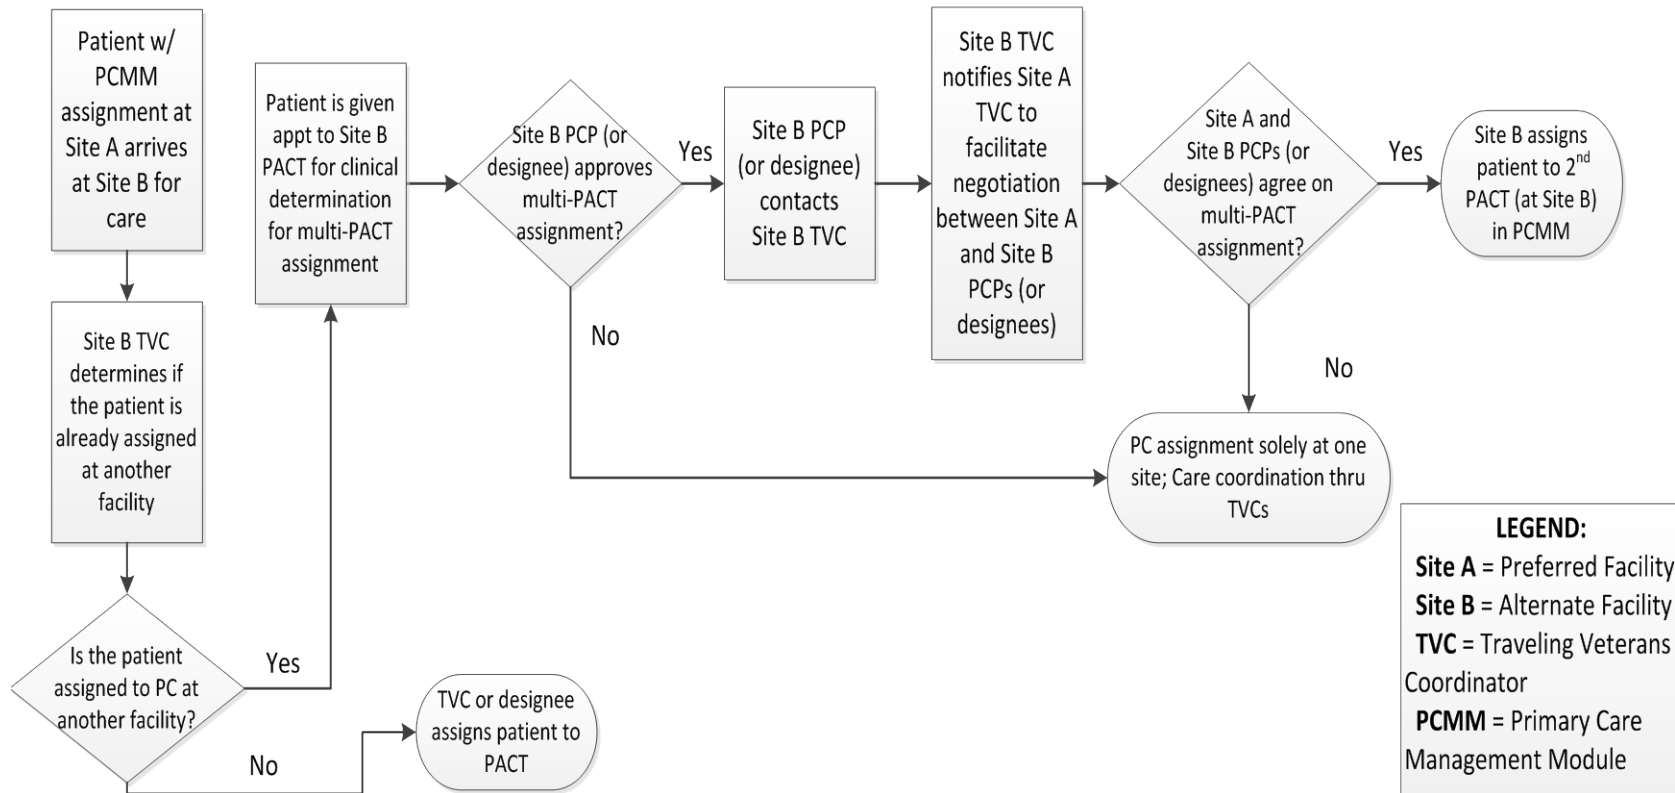 Patient w/
PCMM
assignment at
Site A arrives
at Site B for
care
Site B TVC
determines if
the patient is
already assigned
at another
facility
Is the patient
assigned to PC at
another facility?
Yes
No
TVC or designee
assigns patient to
PACT
Patient is given
appt to Site B
PACT for clinical
determination
for multi-PACT
assignment
Site B PCP (or
designee) approves
multi-PACT
assignment?
Yes
No
Site B PCP
(or designee)
contacts
Site B TVC
Site B TVC
notifies Site A
TVC to
facilitate
negotiation
between Site A
and Site B
PCPs (or
designees)
Site A and
Site B PCPs (or
designees) agree on
multi-PACT
assignment?
Yes
No
Site B assigns
patient to 2nd
PACT (at Site B)
in PCMM
PC assignment solely at one
site; Care coordination thru
TVCs
LEGEND:
Site A = Preferred Facility
Site B = Alternate Facility
TVC = Traveling Veterans
Coordinator
PCMM = Primary Care
Management Module